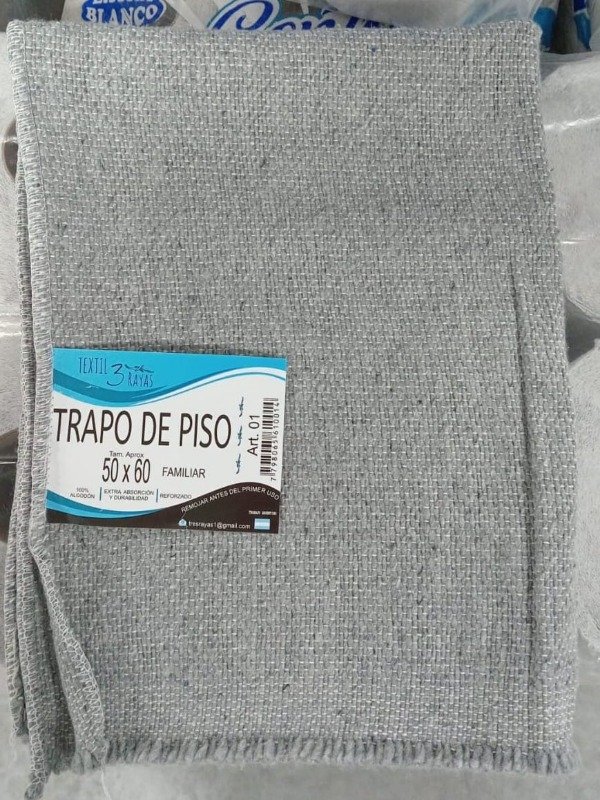 BLANCO
TEXTIL
3
RAYAS
TRAPO DE PISO
Art. 01
Tam. Aprox
50 x 60
FAMILIAR
100%
ALGODÓN
EXTRA ABSORCIÓN
Y DURABILIDAD
REFORZADO
REMOJAR ANTES DEL PRIMER USO
tresrayas1@gmail.com